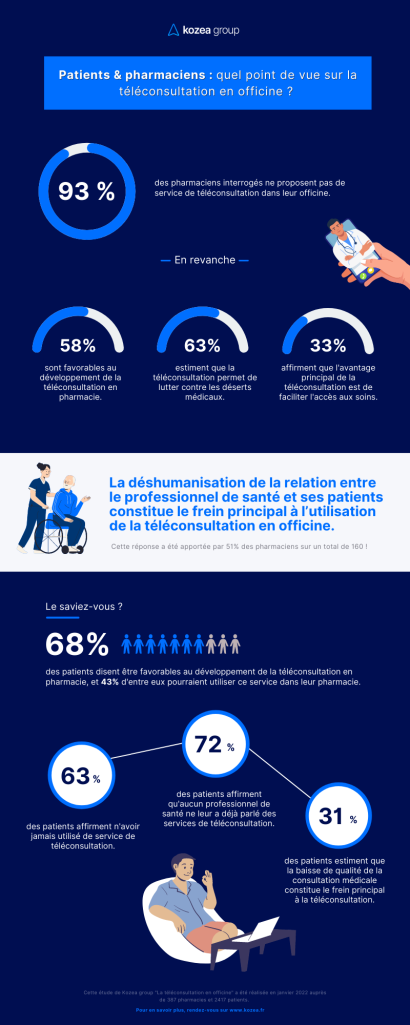 kozea group
Patients & pharmaciens : quel point de vue sur la
téléconsultation en officine ?
93 %
des pharmaciens interrogés ne proposent pas de
service de téléconsultation dans leur officine.
En revanche
58%
sont favorables au
développement de la
téléconsultation en
pharmacie.
63%
estiment que la
téléconsultation permet de
lutter contre les déserts
médicaux.
33%
affirment que l'avantage
principal de la
téléconsultation est de
faciliter l'accès aux soins.
La déshumanisation de la relation entre
le professionnel de santé et ses patients
constitue le frein principal à l'utilisation
de la téléconsultation en officine.
Cette réponse a été apportée par 51% des pharmaciens sur un total de 160 !
Le saviez-vous ?
68%
des patients disent être favorables au développement de la téléconsultation en
pharmacie, et 43% d'entre eux pourraient utiliser ce service dans leur pharmacie.
63 %
des patients affirment n'avoir
jamais utilisé de service de
téléconsultation.
72 %
des patients affirment
qu'aucun professionnel de
santé ne leur a déjà parlé des
services de téléconsultation.
31 %
des patients estiment que
la baisse de qualité de la
consultation médicale
constitue le frein principal
à la téléconsultation.
Cette étude de Kozea group "La téléconsultation en officine" a été réalisée en janvier 2022 auprès
de 387 pharmacies et 2417 patients.
Pour en savoir plus, rendez-vous sur www.kozea.fr